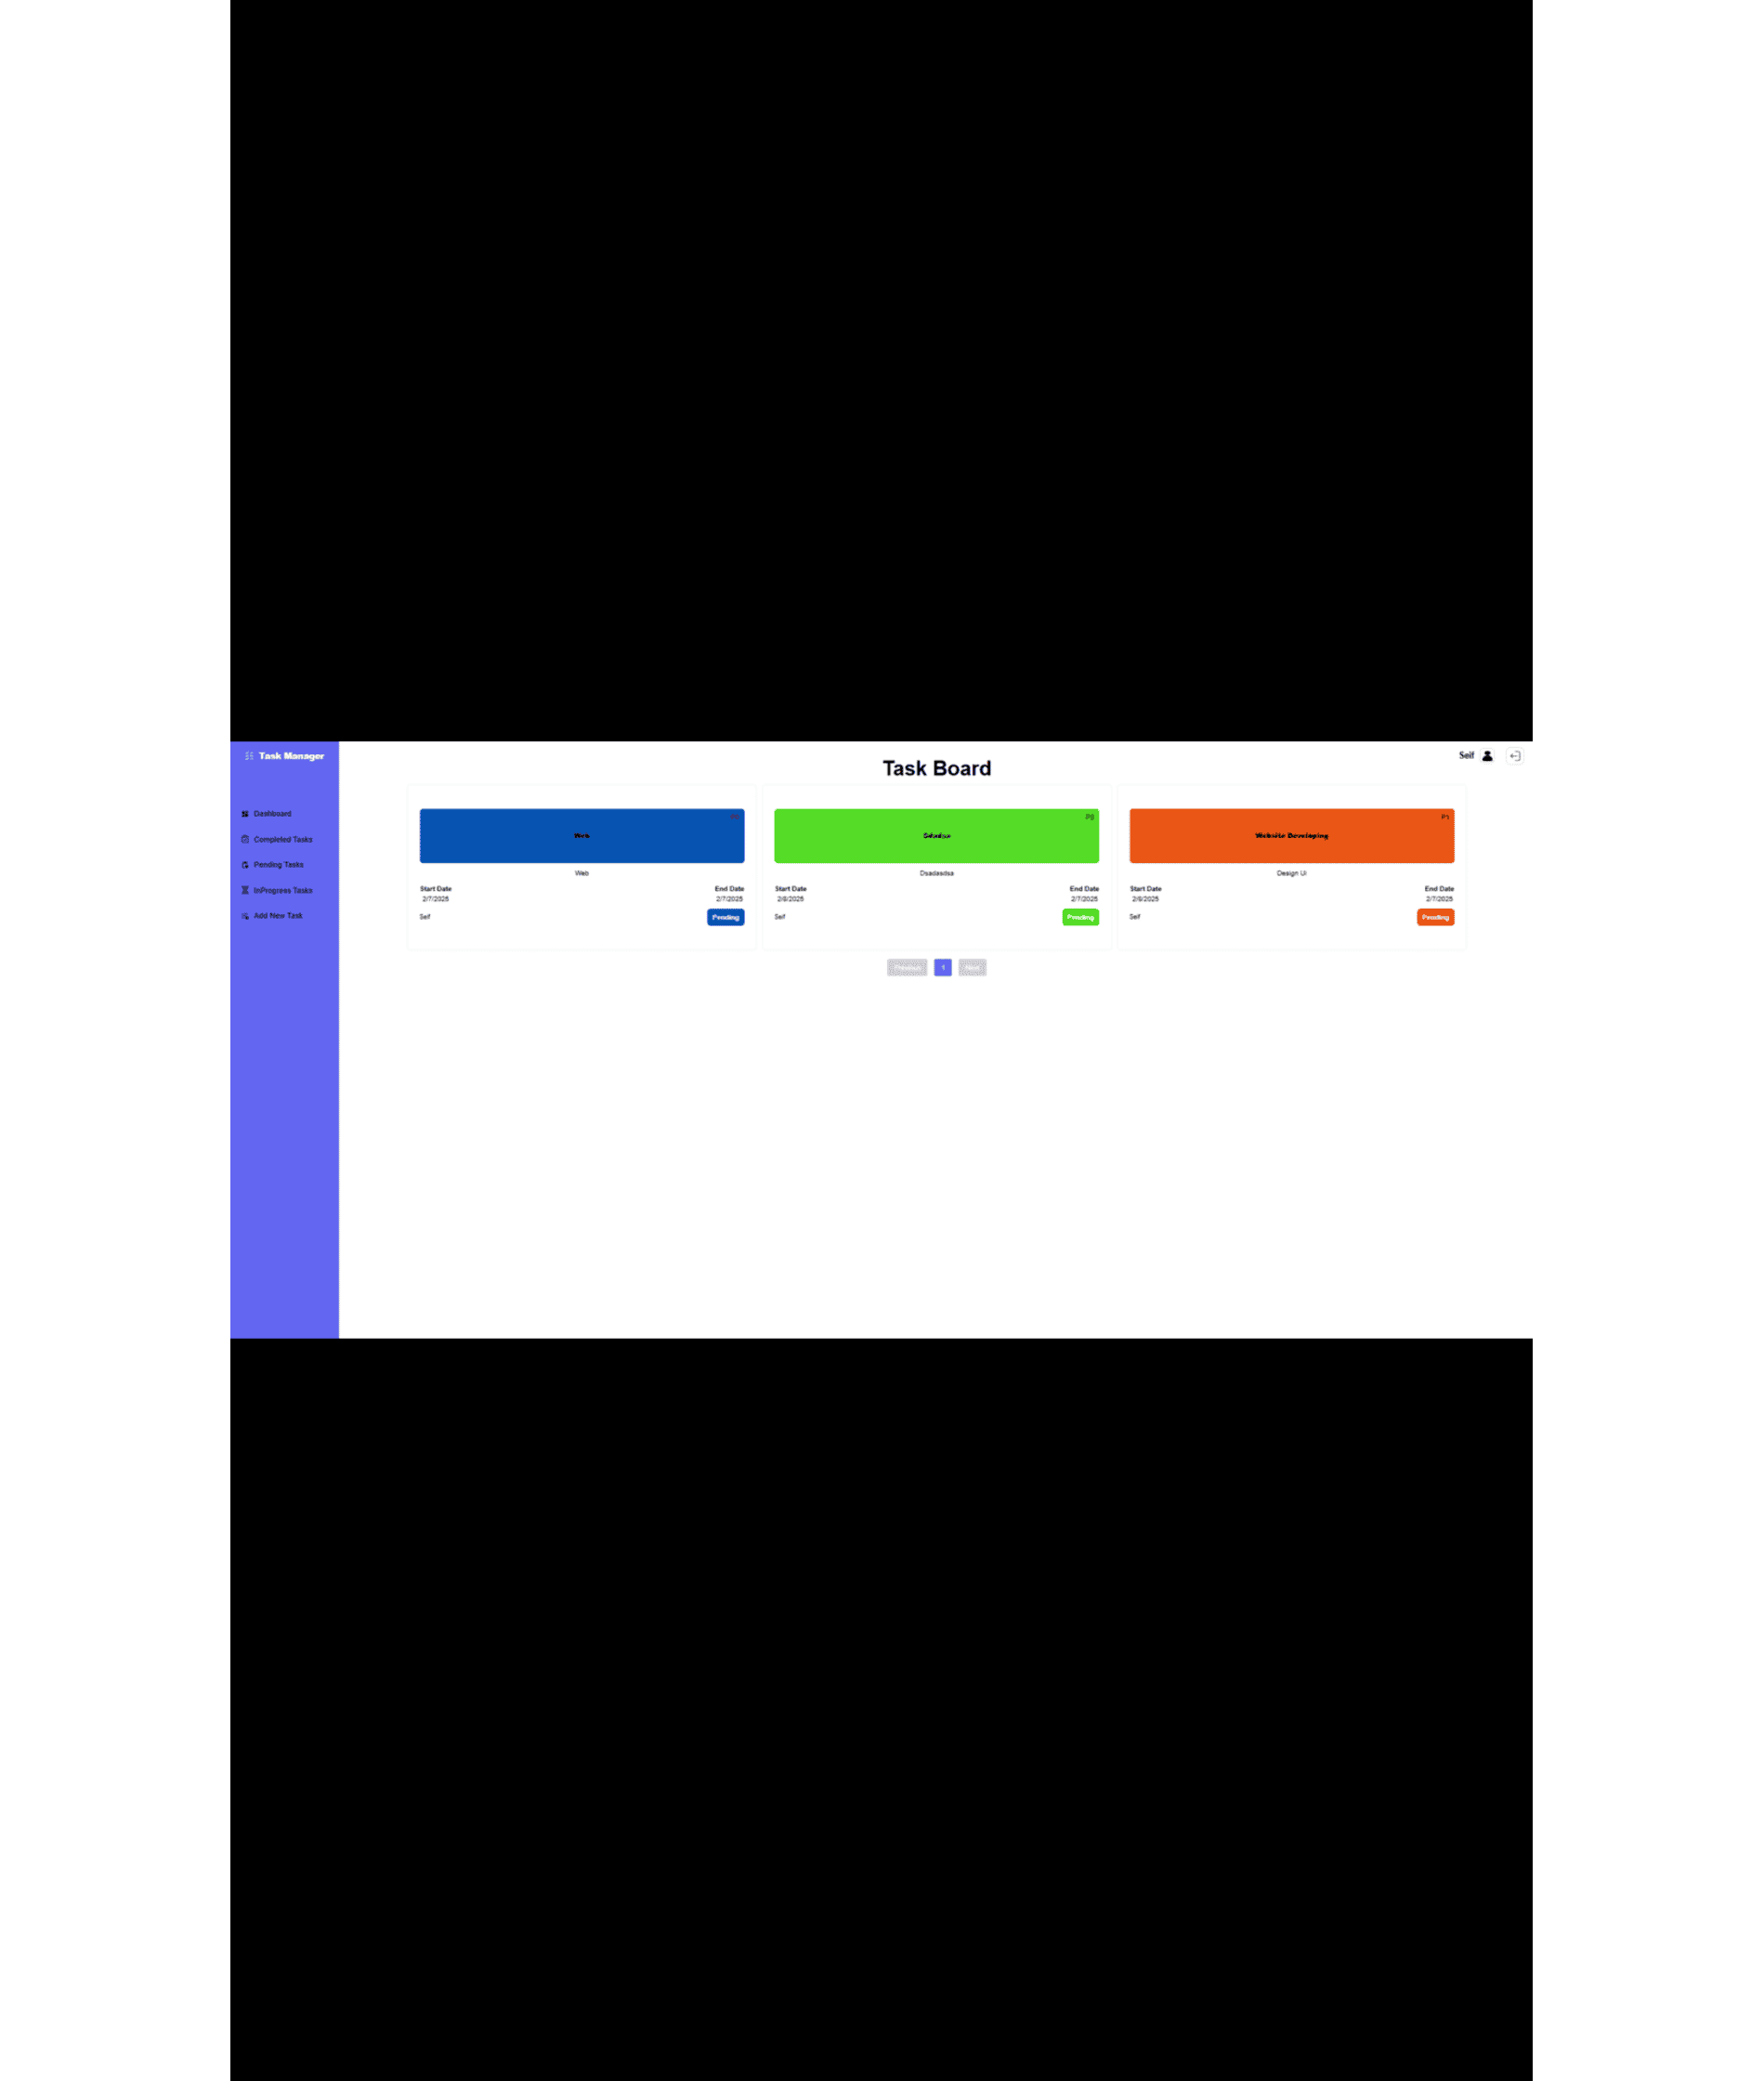 Task Manager
Seif
Task Board
Dashboard
Completed Tasks
Pending Tasks
InProgress Tasks
Add New Task
Web
Web
Start Date
End Date
2/7/2025
2/7/2025
Seif
Pending
P0
Sdadsa
Dsadasdsa
Start Date
End Date
2/6/2025
2/7/2025
Seif
Pending
P1
Website Developing
Design Ui
Start Date
End Date
2/6/2025
2/7/2025
Seif
Pending
Previous
1
Next